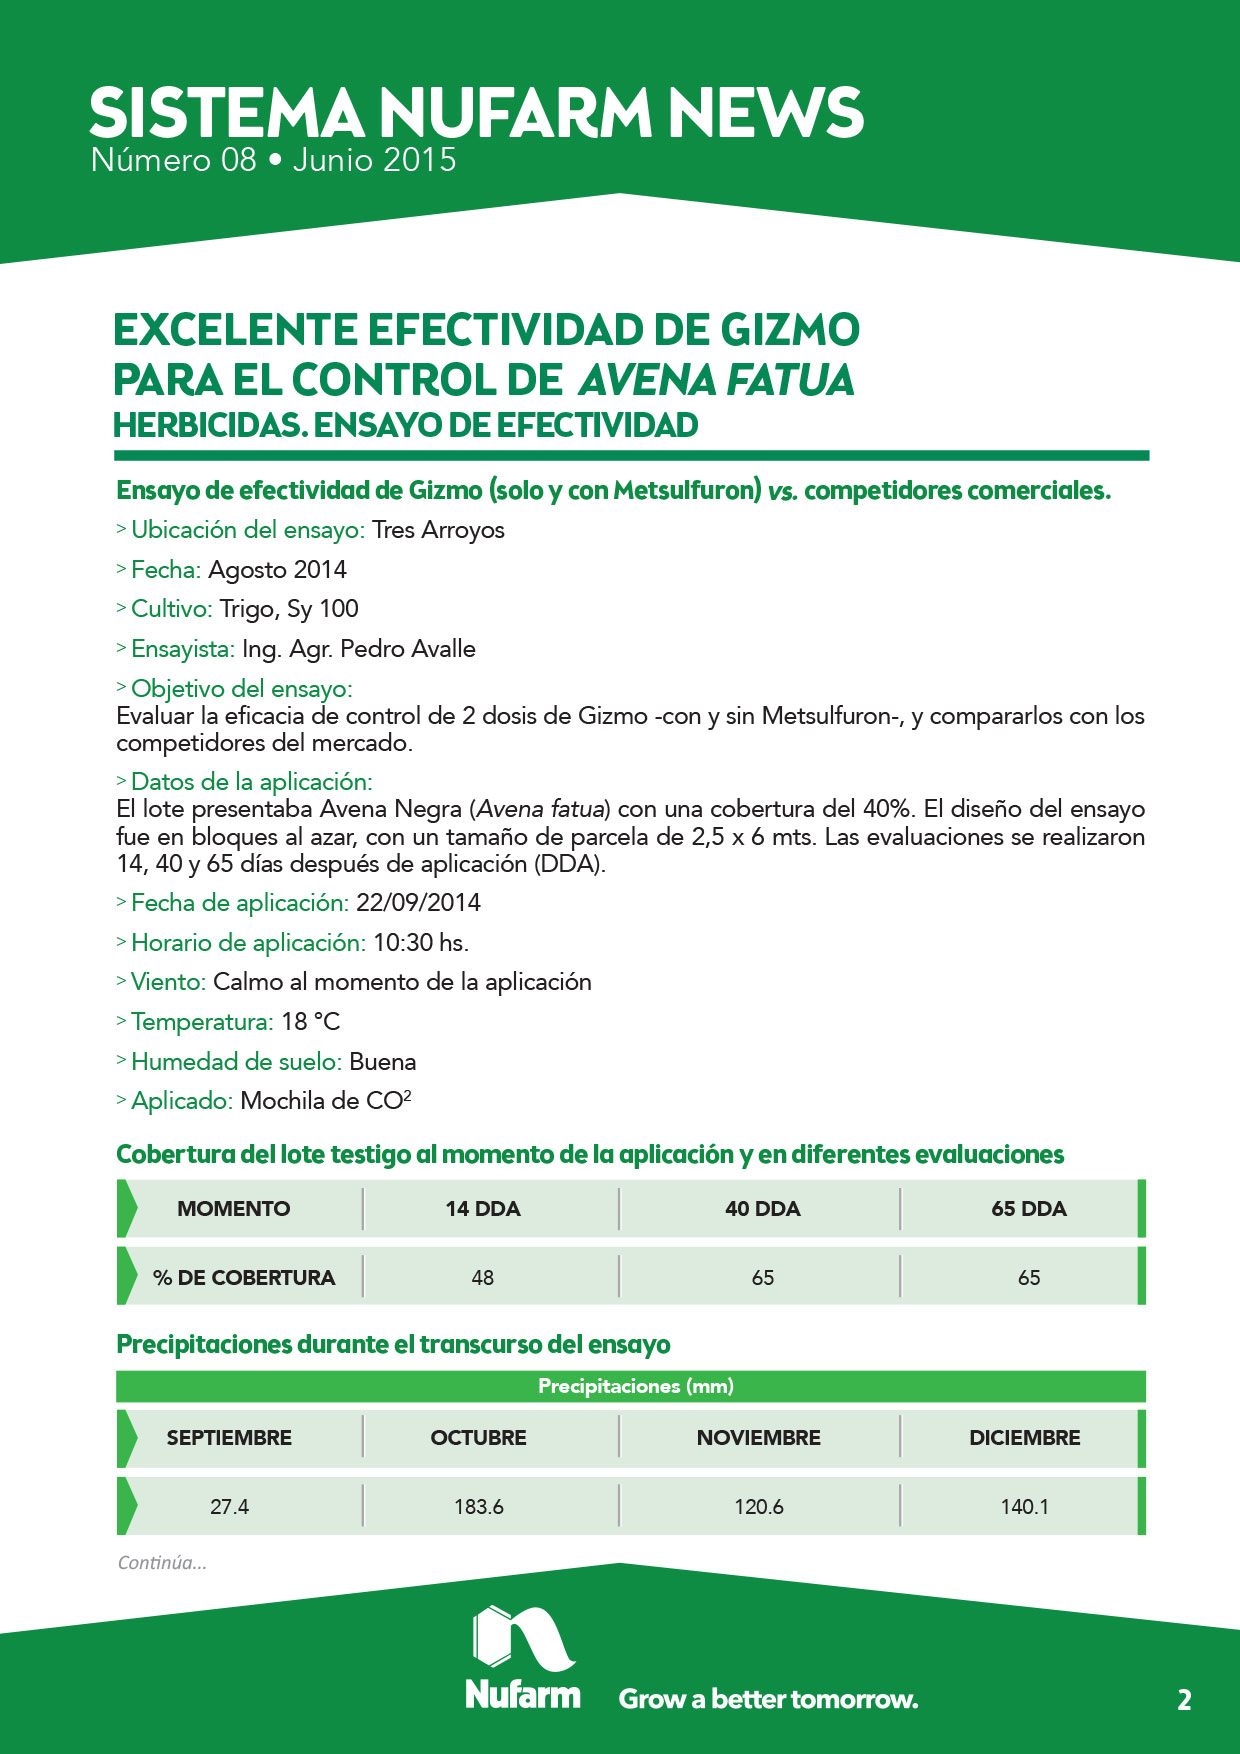 SISTEMA NUFARM NEWS
Número 08 • Junio 2015
EXCELENTE EFECTIVIDAD DE GIZMO
PARA EL CONTROL DE AVENA FATUA
HERBICIDAS. ENSAYO DE EFECTIVIDAD
Ensayo de efectividad de Gizmo (solo y con Metsulfuron) vs. competidores comerciales.
> Ubicación del ensayo: Tres Arroyos
> Fecha: Agosto 2014
> Cultivo: Trigo, Sy 100
> Ensayista: Ing. Agr. Pedro Avalle
> Objetivo del ensayo:
Evaluar la eficacia de control de 2 dosis de Gizmo -con y sin Metsulfuron-, y compararlos con los
competidores del mercado.
> Datos de la aplicación:
El lote presentaba Avena Negra (Avena fatua) con una cobertura del 40%. El diseño del ensayo
fue en bloques al azar, con un tamaño de parcela de 2,5 x 6 mts. Las evaluaciones se realizaron
14, 40 y 65 días después de aplicación (DDA).
> Fecha de aplicación: 22/09/2014
> Horario de aplicación: 10:30 hs.
> Viento: Calmo al momento de la aplicación
> Temperatura: 18 °C
> Humedad de suelo: Buena
> Aplicado: Mochila de CO²
Cobertura del lote testigo al momento de la aplicación y en diferentes evaluaciones
MOMENTO 14 DDA 40 DDA 65 DDA
% DE COBERTURA 48 65 65
Precipitaciones durante el transcurso del ensayo
Precipitaciones (mm)
SEPTIEMBRE OCTUBRE NOVIEMBRE DICIEMBRE
27.4 183.6 120.6 140.1
Continúa...
Nufarm Grow a better tomorrow.
2